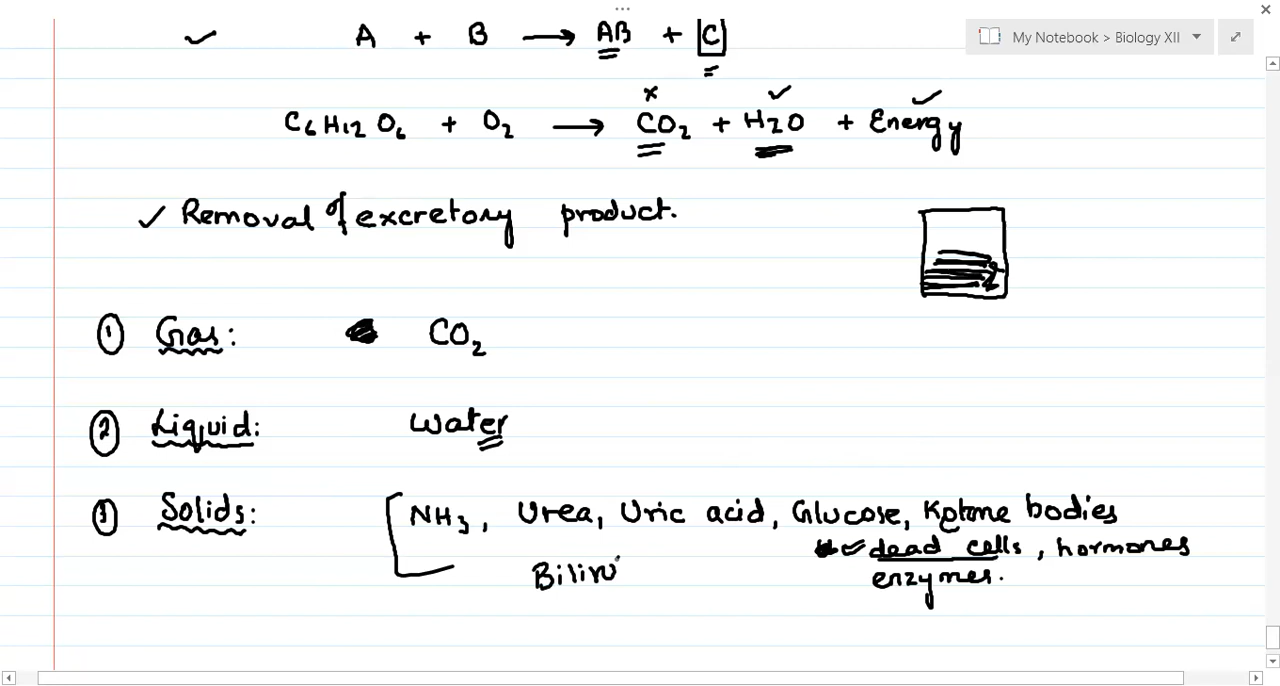 A + B → AB + C
My Notebook > Biology XII
C6H12O6 + O2 → CO2 + H2O + Energy
✓ Removal of excretory product.
① Gas: CO2
② Liquid: Water
③ Solids: NH3, Urea, Uric acid, Glucose, Ketone bodies
dead cells, hormones
Biliru
enzymes.